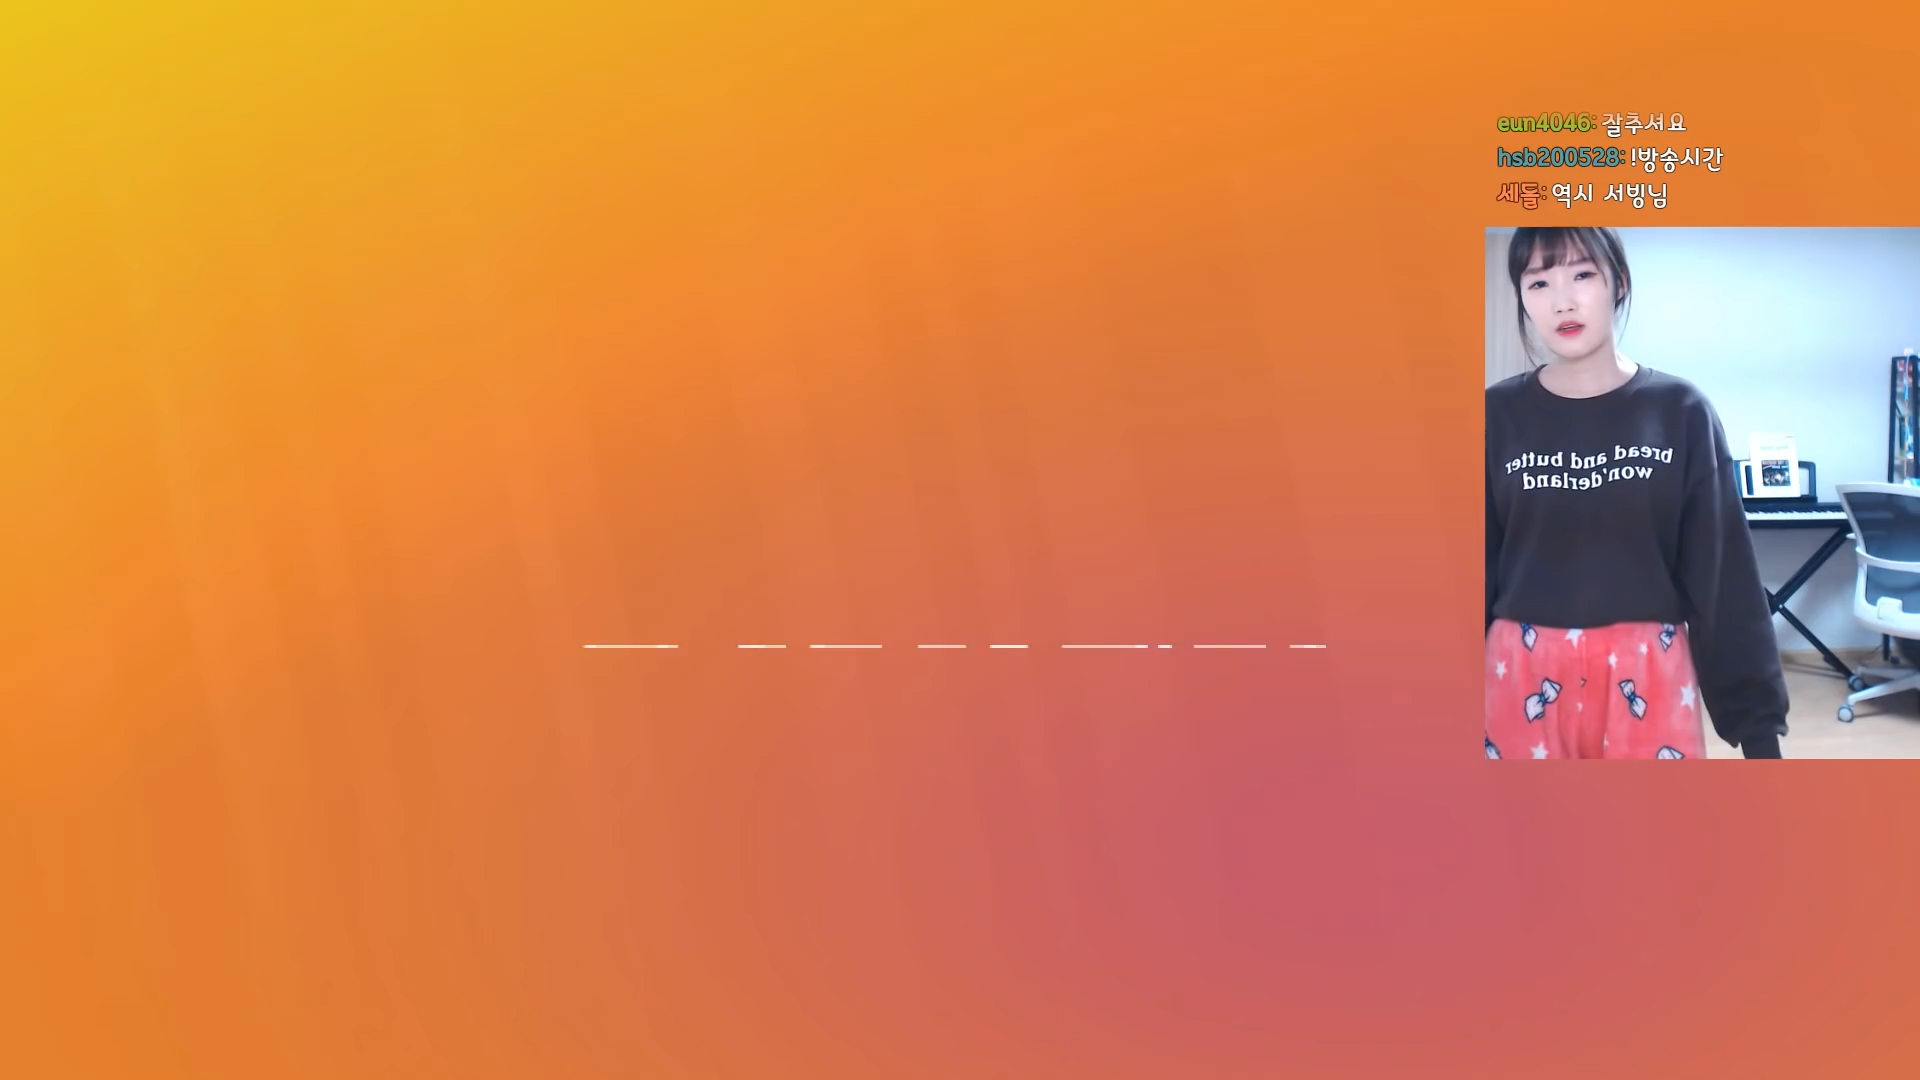 eun4046: 잘추셔요
hsb200528: !방송시간
세돌: 역시 서빙님
bread and butter
won'derland